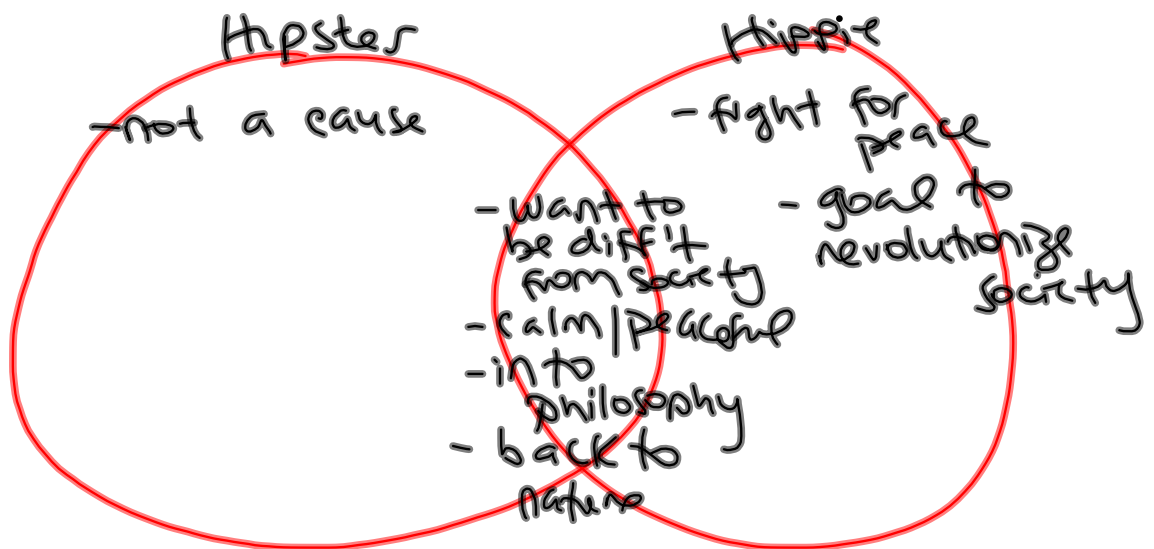 Hipster
-not a cause
-want to
be diff't
from society
-calm/peaceful
-into
philosophy
- back to
nature
Hippie
-fight for
peace
- goal to
revolutionize
society